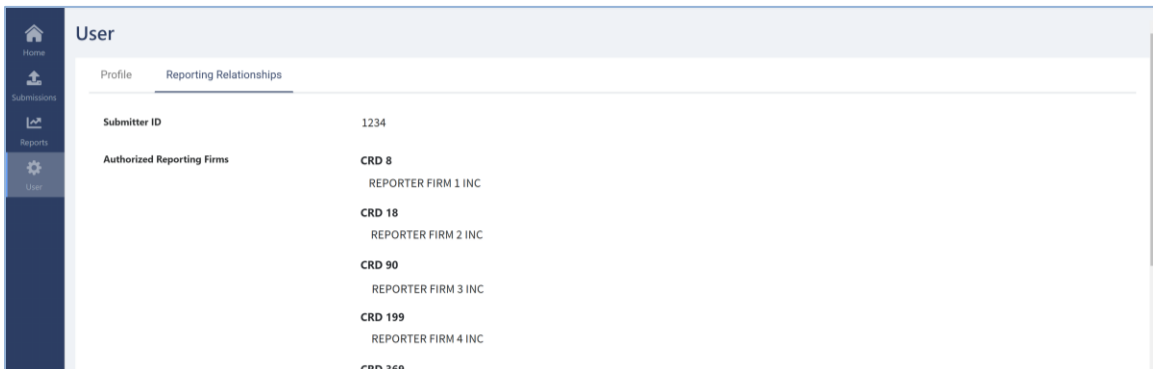 Home
Submissions
Reports
User
User
Profile Reporting Relationships
Submitter ID 1234
Authorized Reporting Firms CRD 8
REPORTER FIRM 1 INC
CRD 18
REPORTER FIRM 2 INC
CRD 90
REPORTER FIRM 3 INC
CRD 199
REPORTER FIRM 4 INC
CRD 369